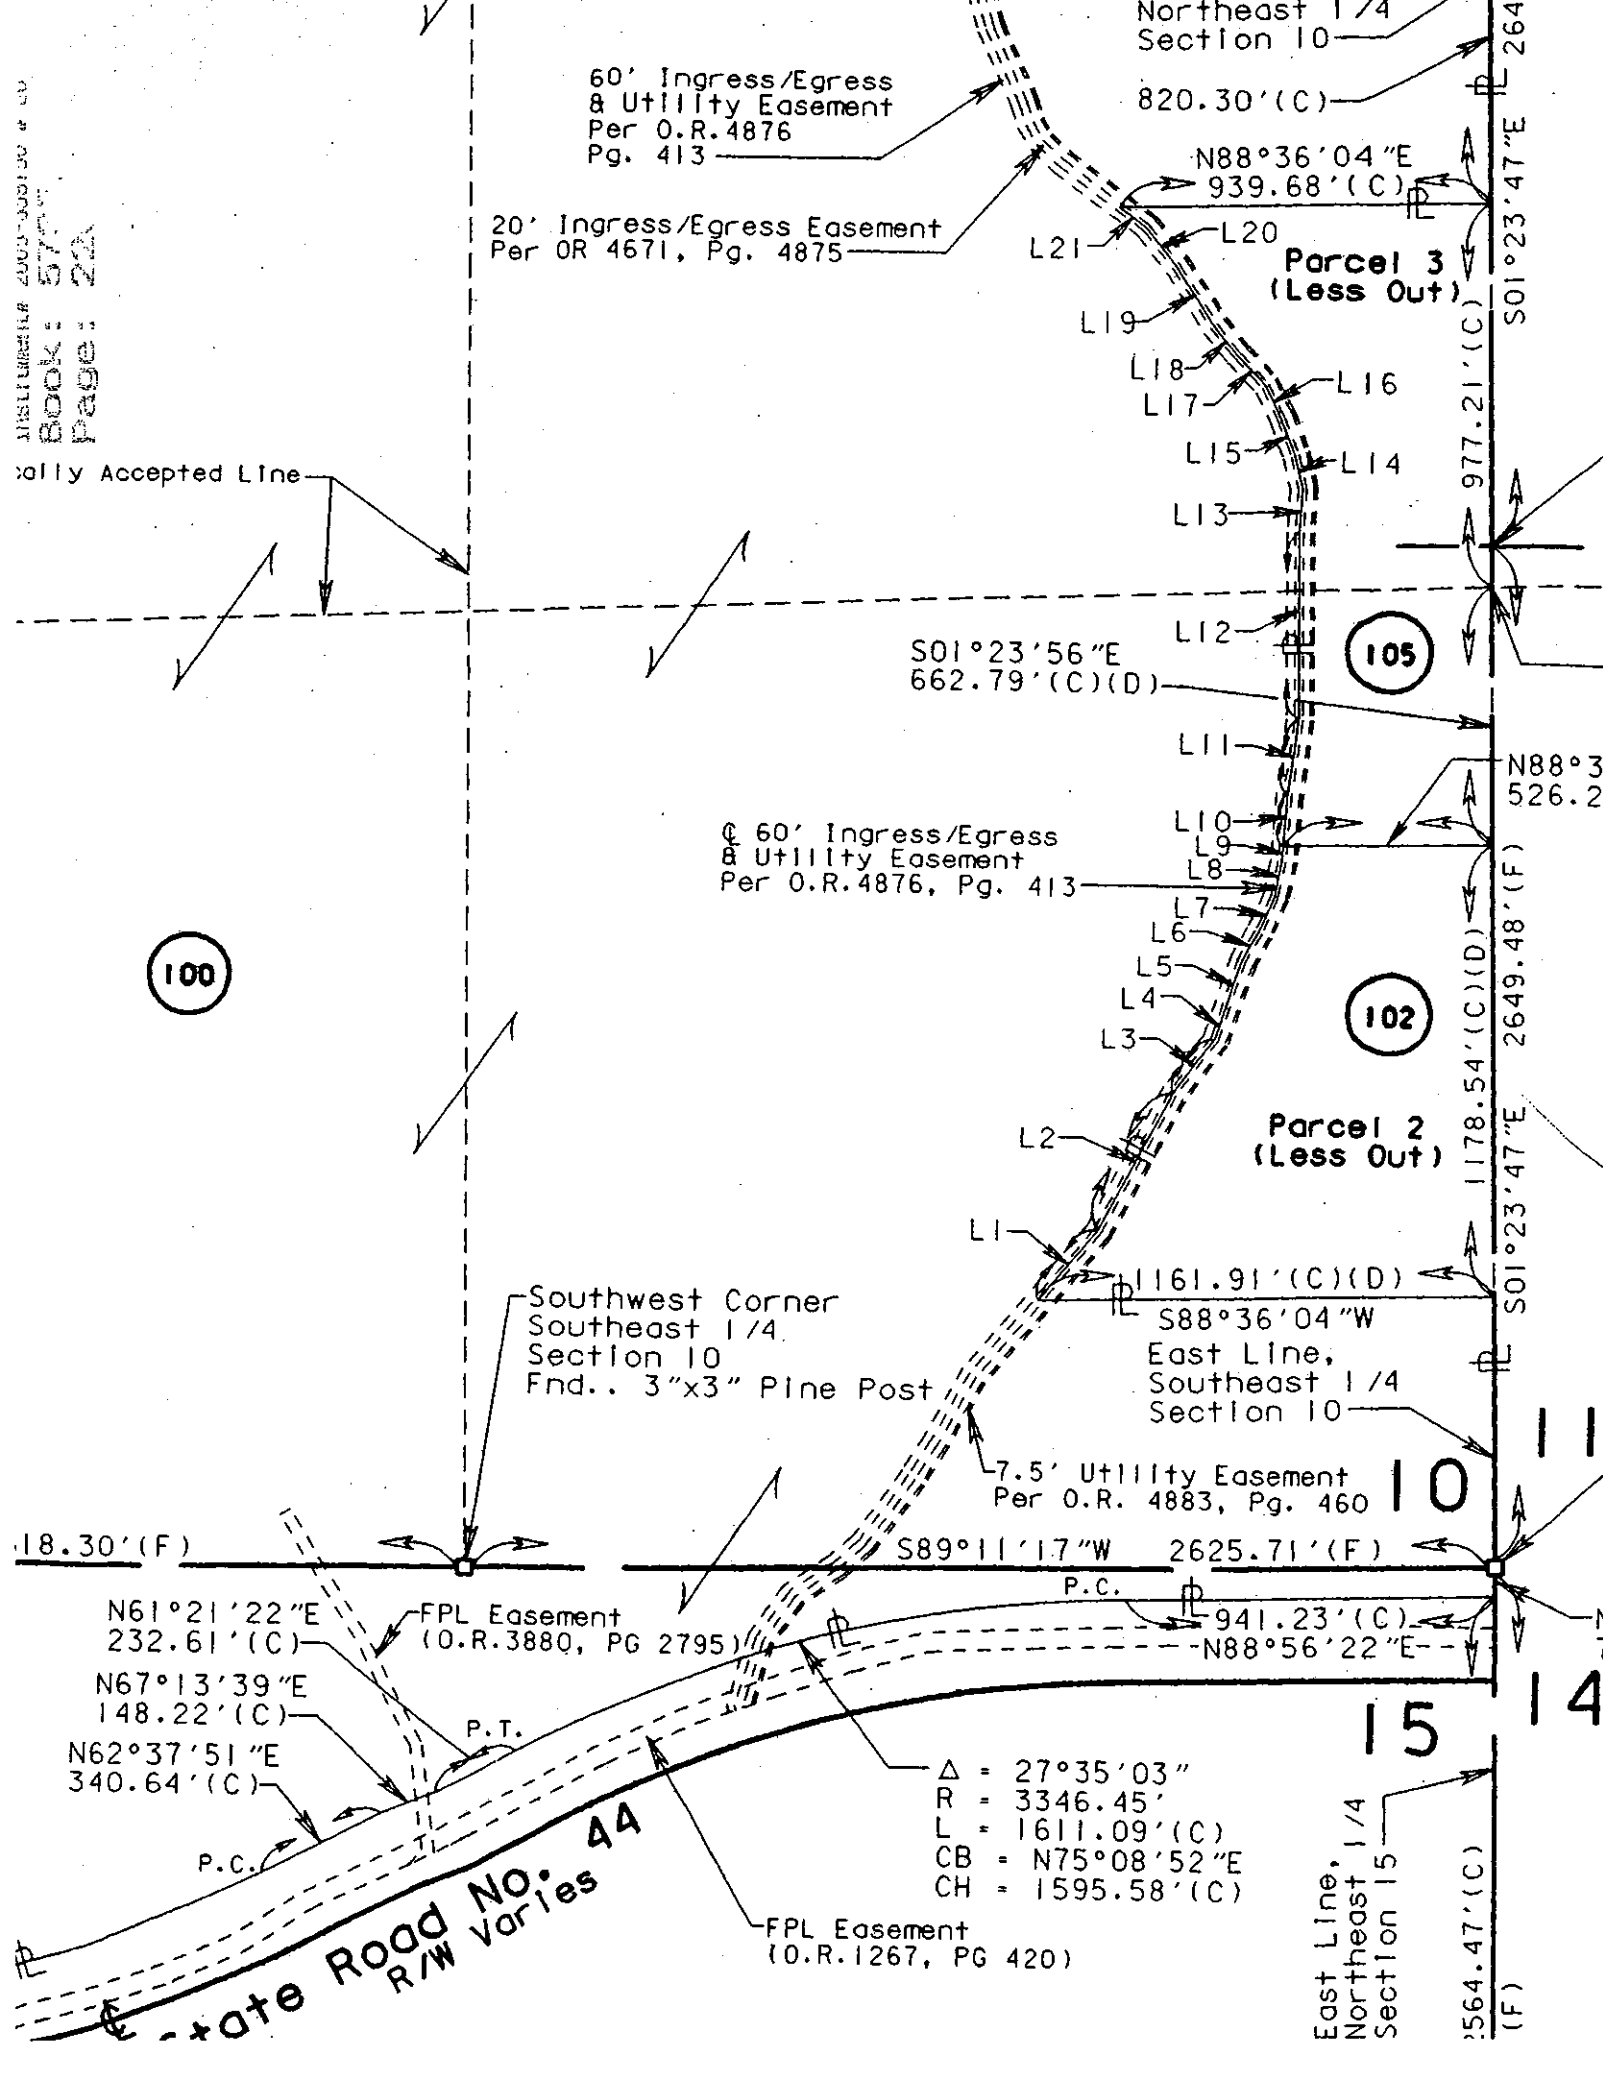 Northeast 1/4
Section 10
264
820.30'(C)
60' Ingress/Egress
& Utility Easement
Per O.R.4876
Pg. 413
N88°36'04"E
939.68'(C)
S01°23'47"E
20' Ingress/Egress Easement
Per OR 4671, Pg. 4875
L21
L20
Parcel 3
(Less Out)
Book: 57
Page: 22
L19
977.21'(C)
L18
L16
L17
L15
L14
ally Accepted Line
L13
L12
105
S01°23'56"E
662.79'(C)(D)
L11
N88°3
526.2
L10
₵ 60' Ingress/Egress
& Utility Easement
Per O.R.4876, Pg. 413
L9
L8
L7
L6
L5
L4
L3
100
102
1178.54'(C)(D)
2649.48'(F)
S01°23'47"E
Parcel 2
(Less Out)
L2
L1
1161.91'(C)(D)
S88°36'04"W
Southwest Corner
Southeast 1/4
Section 10
Fnd.. 3"x3" Pine Post
East Line,
Southeast 1/4
Section 10
7.5' Utility Easement
Per O.R. 4883, Pg. 460
10
11
18.30'(F)
S89°11'17"W 2625.71'(F)
P.C.
941.23'(C)
N88°56'22"E
N61°21'22"E
232.61'(C)
FPL Easement
(O.R.3880, PG 2795)
N67°13'39"E
148.22'(C)
P.T.
N62°37'51"E
340.64'(C)
P.C.
15
14
Δ = 27°35'03"
R = 3346.45'
L = 1611.09'(C)
CB = N75°08'52"E
CH = 1595.58'(C)
FPL Easement
(O.R.1267, PG 420)
tate Road No. 44
R/W Varies
East Line,
Northeast 1/4
Section 15
2564.47'(C)
(F)